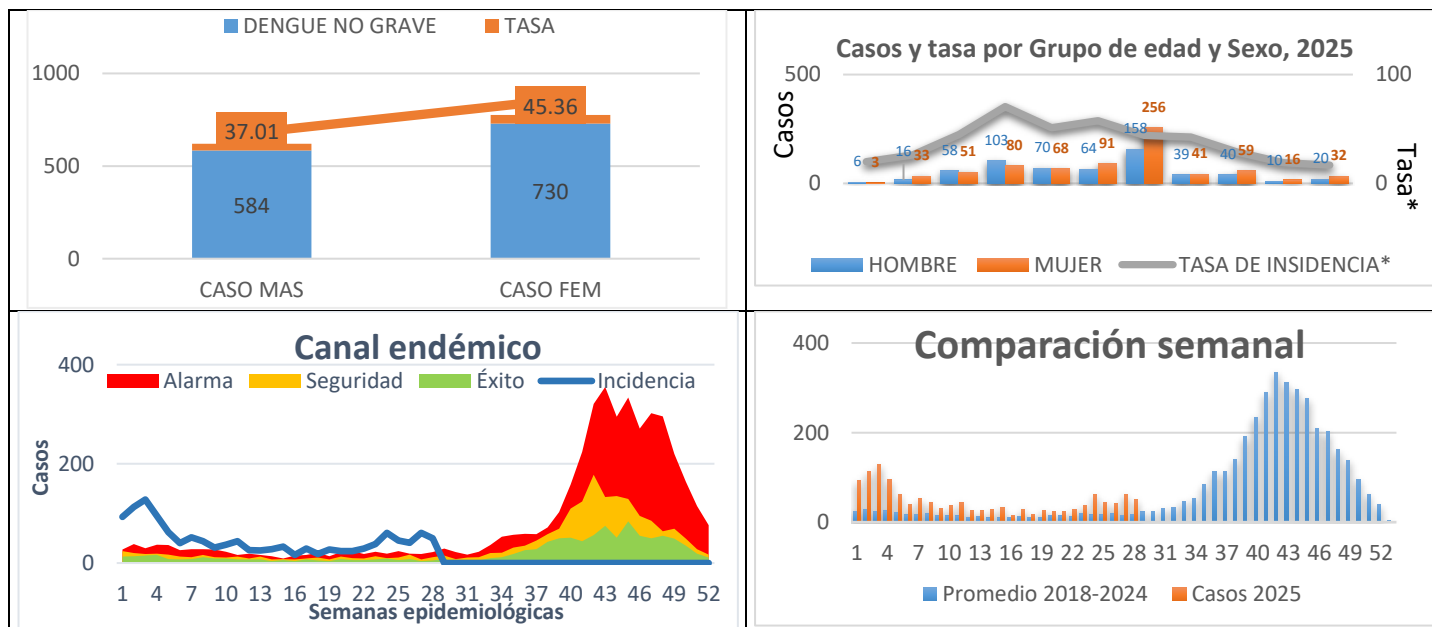 DENGUE NO GRAVE TASA
1000
500
0
37.01
45.36
584
730
CASO MAS CASO FEM
Casos y tasa por Grupo de edad y Sexo, 2025
500 100
Casos
Tasa*
6 3 16 33 58 51 103 80 70 68 64 91 158 256 39 41 40 59 10 16 20 32
0 0
HOMBRE MUJER TASA DE INSIDENCIA*
Canal endémico
400
Alarma Seguridad Éxito Incidencia
Casos
200
0
1 4 7 10 13 16 19 22 25 28 31 34 37 40 43 46 49 52
Semanas epidemiológicas
Comparación semanal
400
200
0
1 4 7 10 13 16 19 22 25 28 31 34 37 40 43 46 49 52
Promedio 2018-2024 Casos 2025